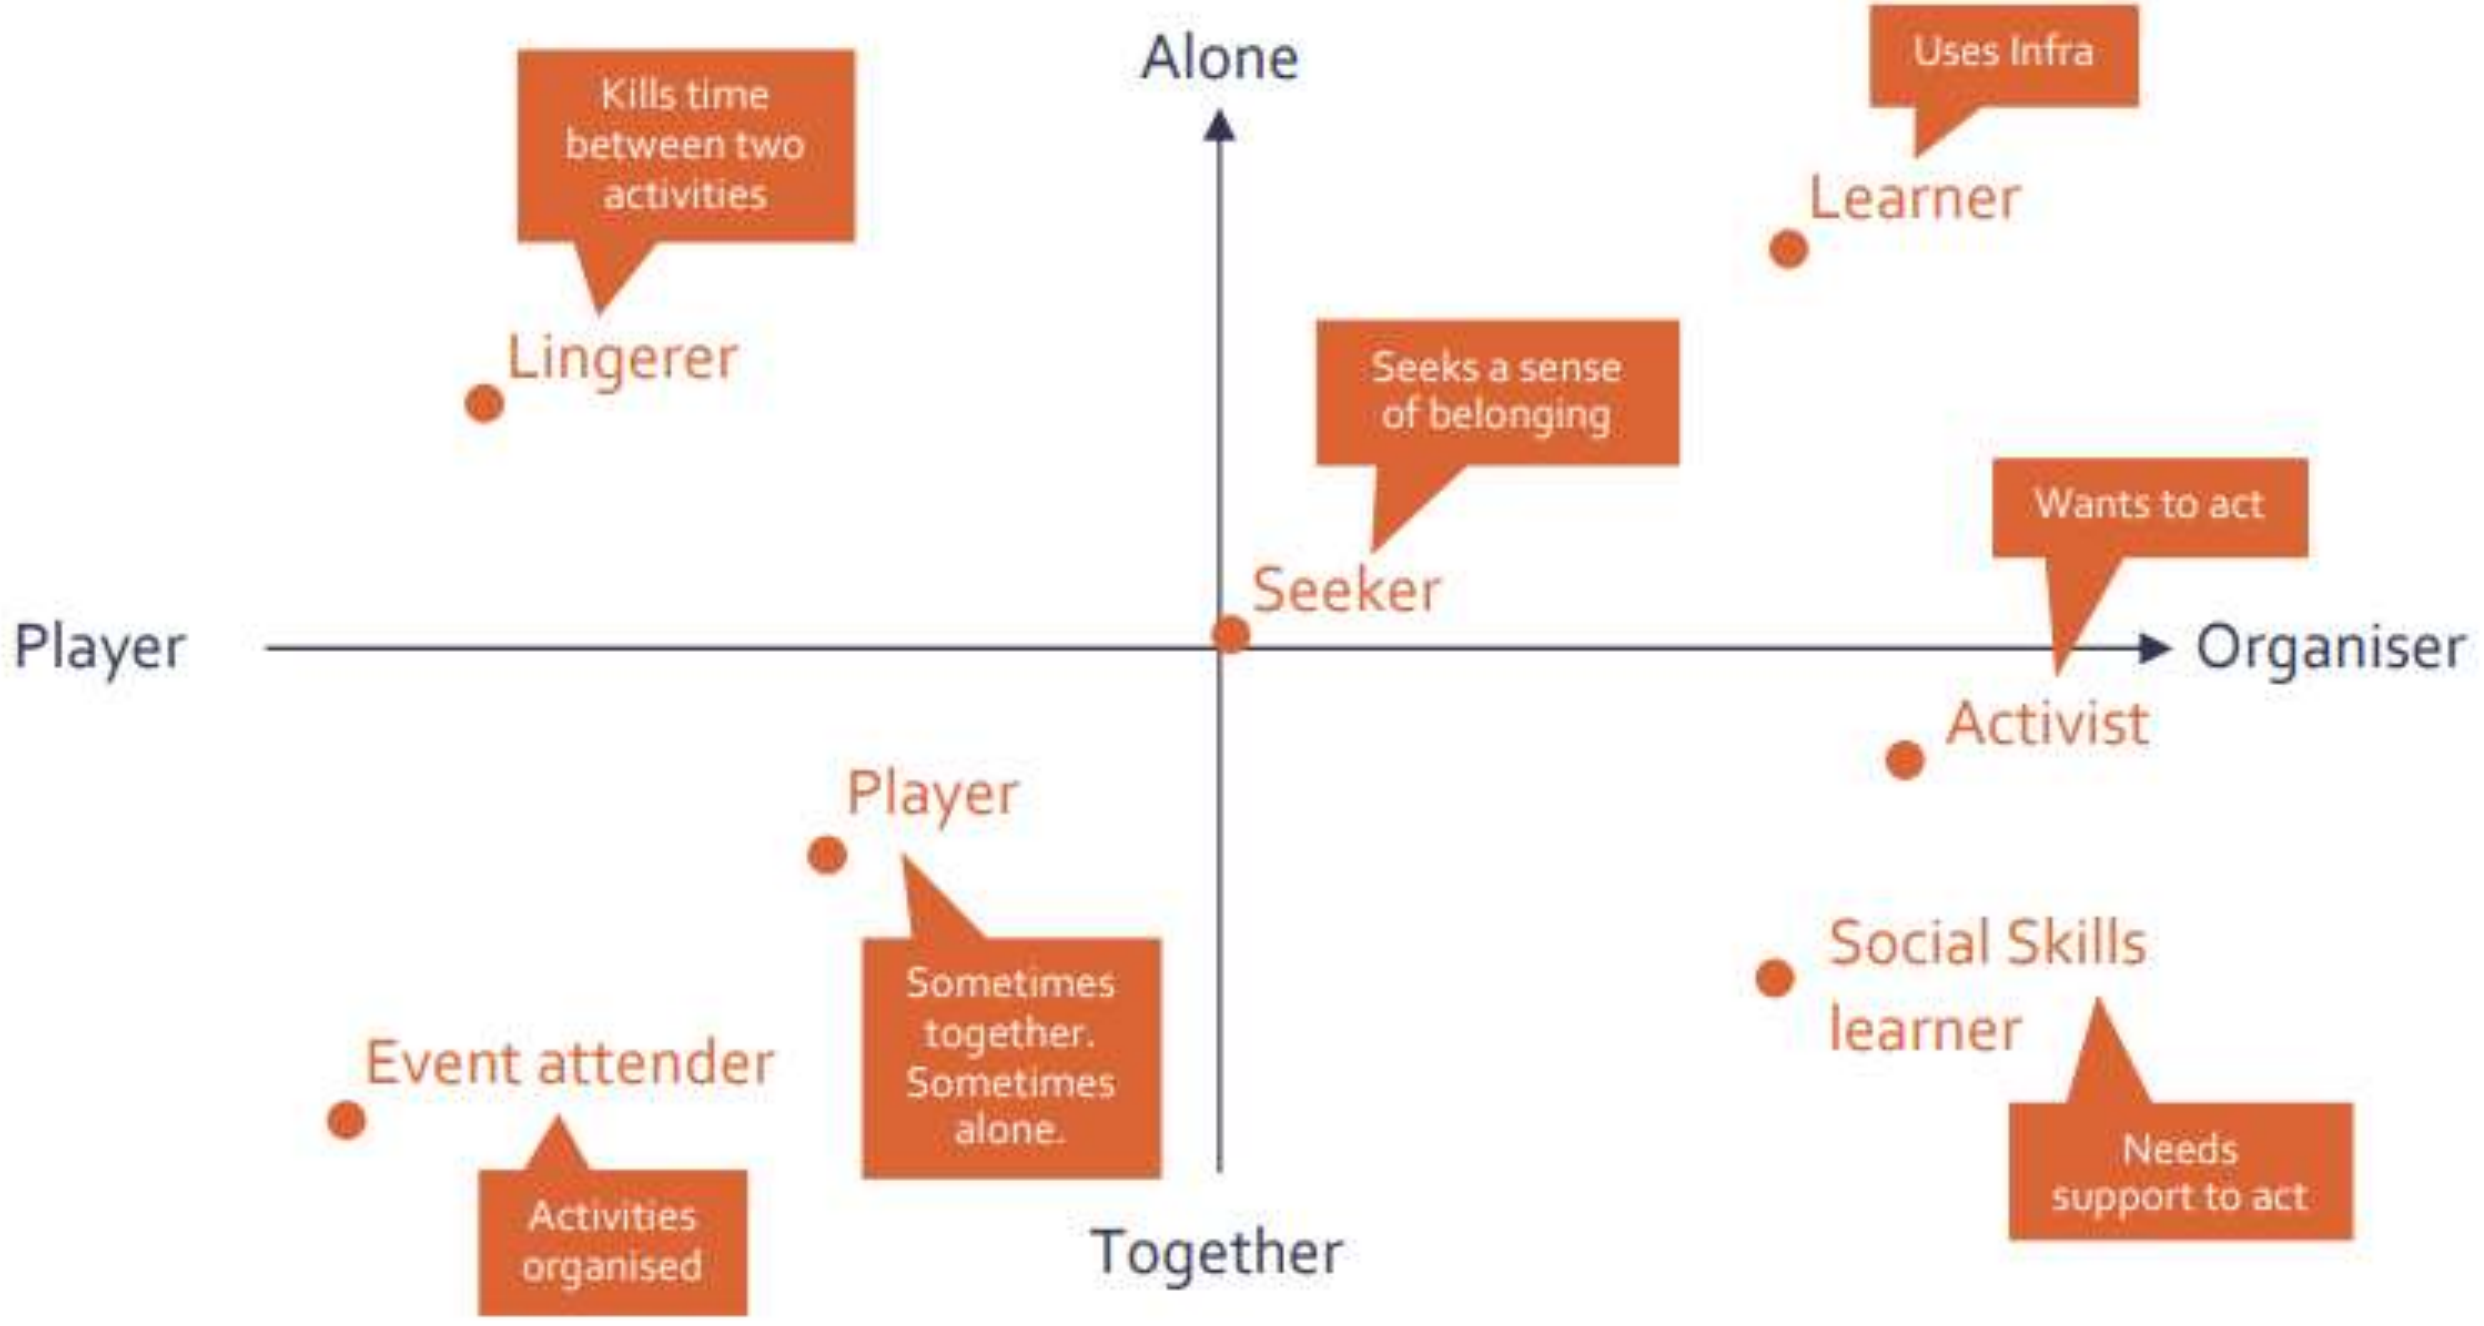 Uses Infra
Alone
Kills time
between two
activities
Learner
Lingerer
Seeks a sense
of belonging
Wants to act
Seeker
Player
Organiser
Activist
Player
Social Skills
learner
Sometimes
together.
Sometimes
alone.
Event attender
Needs
support to act
Activities
organised
Together